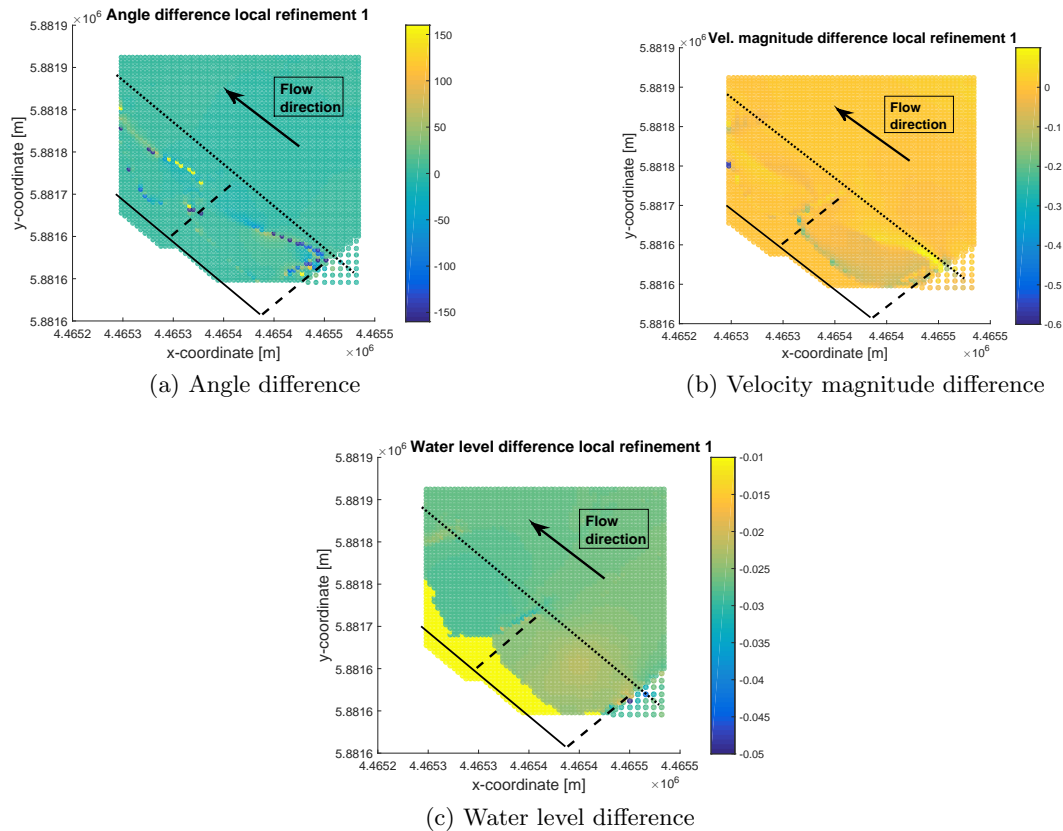 Angle difference local refinement 1
×10⁶
5.8819
5.8819
5.8818
5.8818
5.8817
5.8816
5.8816
5.8816
y-coordinate [m]
Flow
direction
4.4652 4.4653 4.4653 4.4654 4.4654 4.4655 4.4655
x-coordinate [m]
×10⁶
150
100
50
0
-50
-100
-150
(a) Angle difference
Vel. magnitude difference local refinement 1
×10⁶
5.8819
5.8819
5.8818
5.8818
5.8817
5.8816
5.8816
5.8816
y-coordinate [m]
Flow
direction
4.4652 4.4653 4.4653 4.4654 4.4654 4.4655 4.4655
x-coordinate [m]
×10⁶
0
-0.1
-0.2
-0.3
-0.4
-0.5
-0.6
(b) Velocity magnitude difference
Water level difference local refinement 1
×10⁶
5.8819
5.8819
5.8818
5.8818
5.8817
5.8816
5.8816
5.8816
y-coordinate [m]
Flow
direction
4.4652 4.4653 4.4653 4.4654 4.4654 4.4655 4.4655
x-coordinate [m]
×10⁶
-0.01
-0.015
-0.02
-0.025
-0.03
-0.035
-0.04
-0.045
-0.05
(c) Water level difference